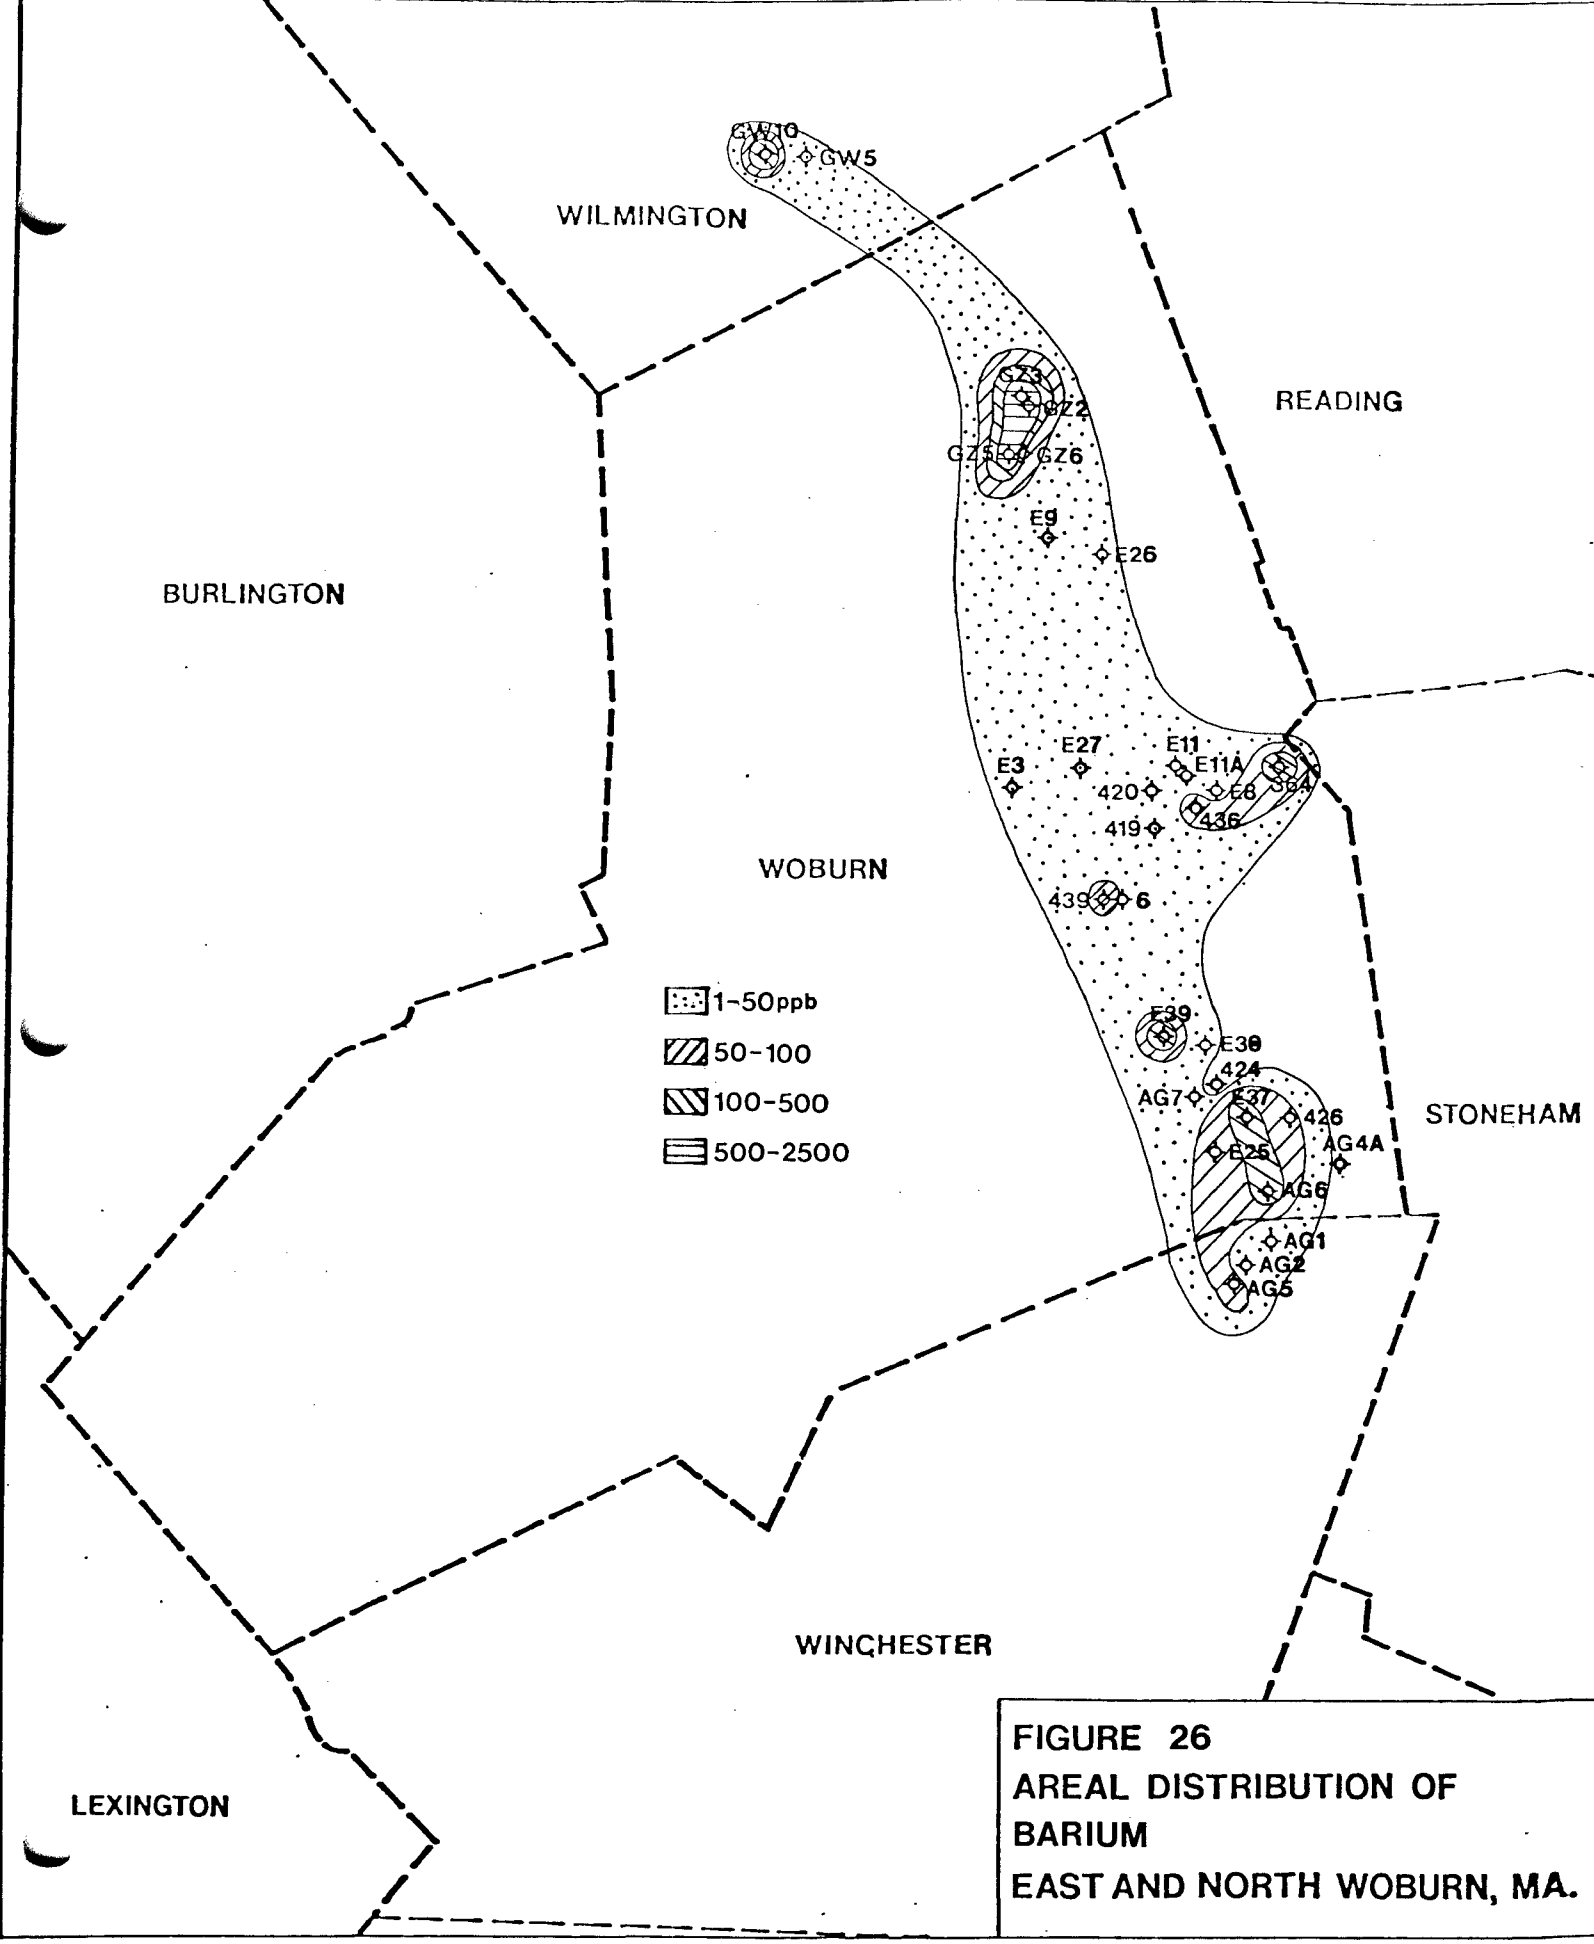 GW10
GW5
WILMINGTON
READING
GZ3
GZ2
GZ5
GZ6
E9
E26
BURLINGTON
E27
E11
E3
E11A
420
E8
364
436
419
WOBURN
439
6
1-50ppb
50-100
100-500
500-2500
E39
E38
424
AG7
E37
426
STONEHAM
AG4A
E25
AG6
AG1
AG2
AG5
WINCHESTER
LEXINGTON
FIGURE 26
AREAL DISTRIBUTION OF
BARIUM
EAST AND NORTH WOBURN, MA.